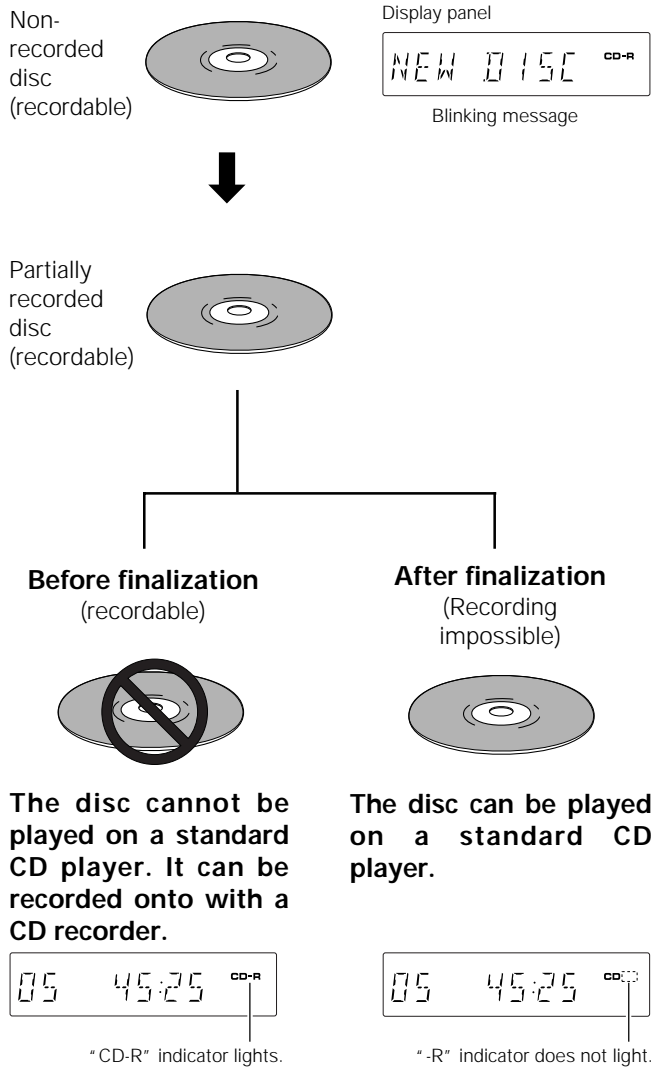 Non-
recorded
disc
(recordable)
Display panel
NEW DISC CD-R
Blinking message
Partially
recorded
disc
(recordable)
Before finalization
(recordable)
After finalization
(Recording
impossible)
The disc cannot be
played on a standard
CD player. It can be
recorded onto with a
CD recorder.
The disc can be played
on a standard CD
player.
05 45:25 CD-R
"CD-R" indicator lights.
05 45:25 CD
"-R" indicator does not light.